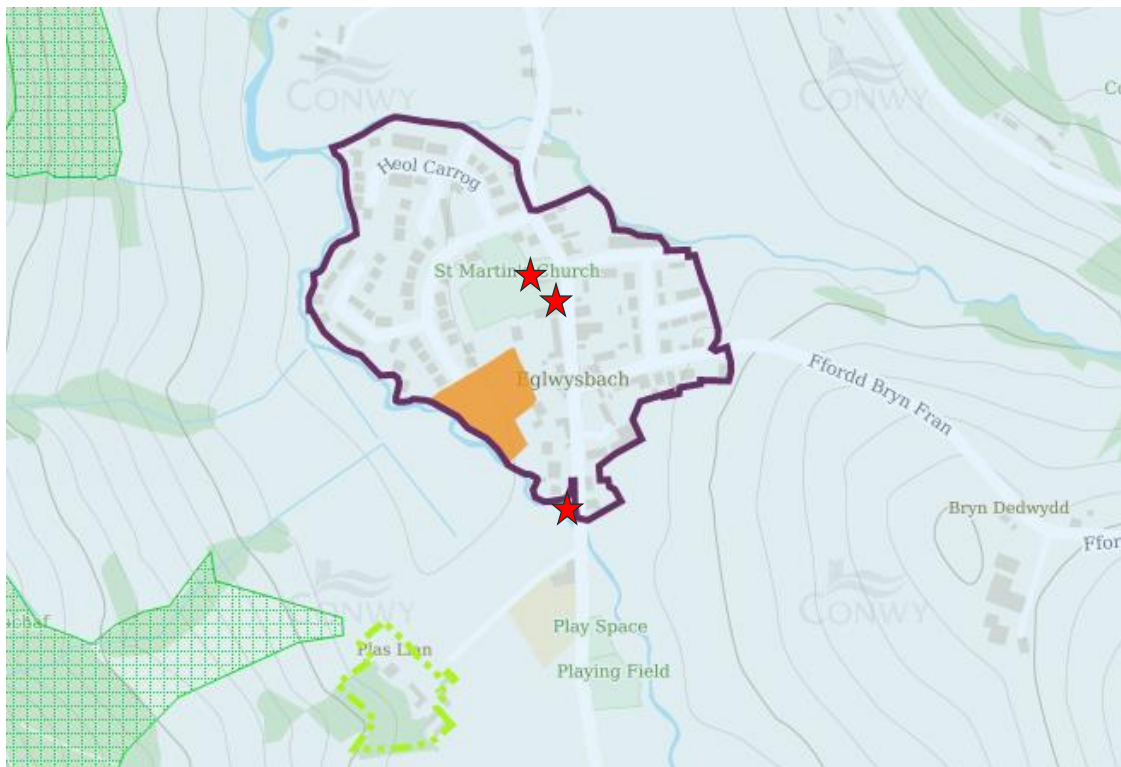 CONWY
CONWY
Heol Carrog
St Martin's Church
Eglwysbach
Ffordd Bryn Fran
Bryn Dedwydd
CONWY
CONWY
Play Space
Plas Llan
Playing Field